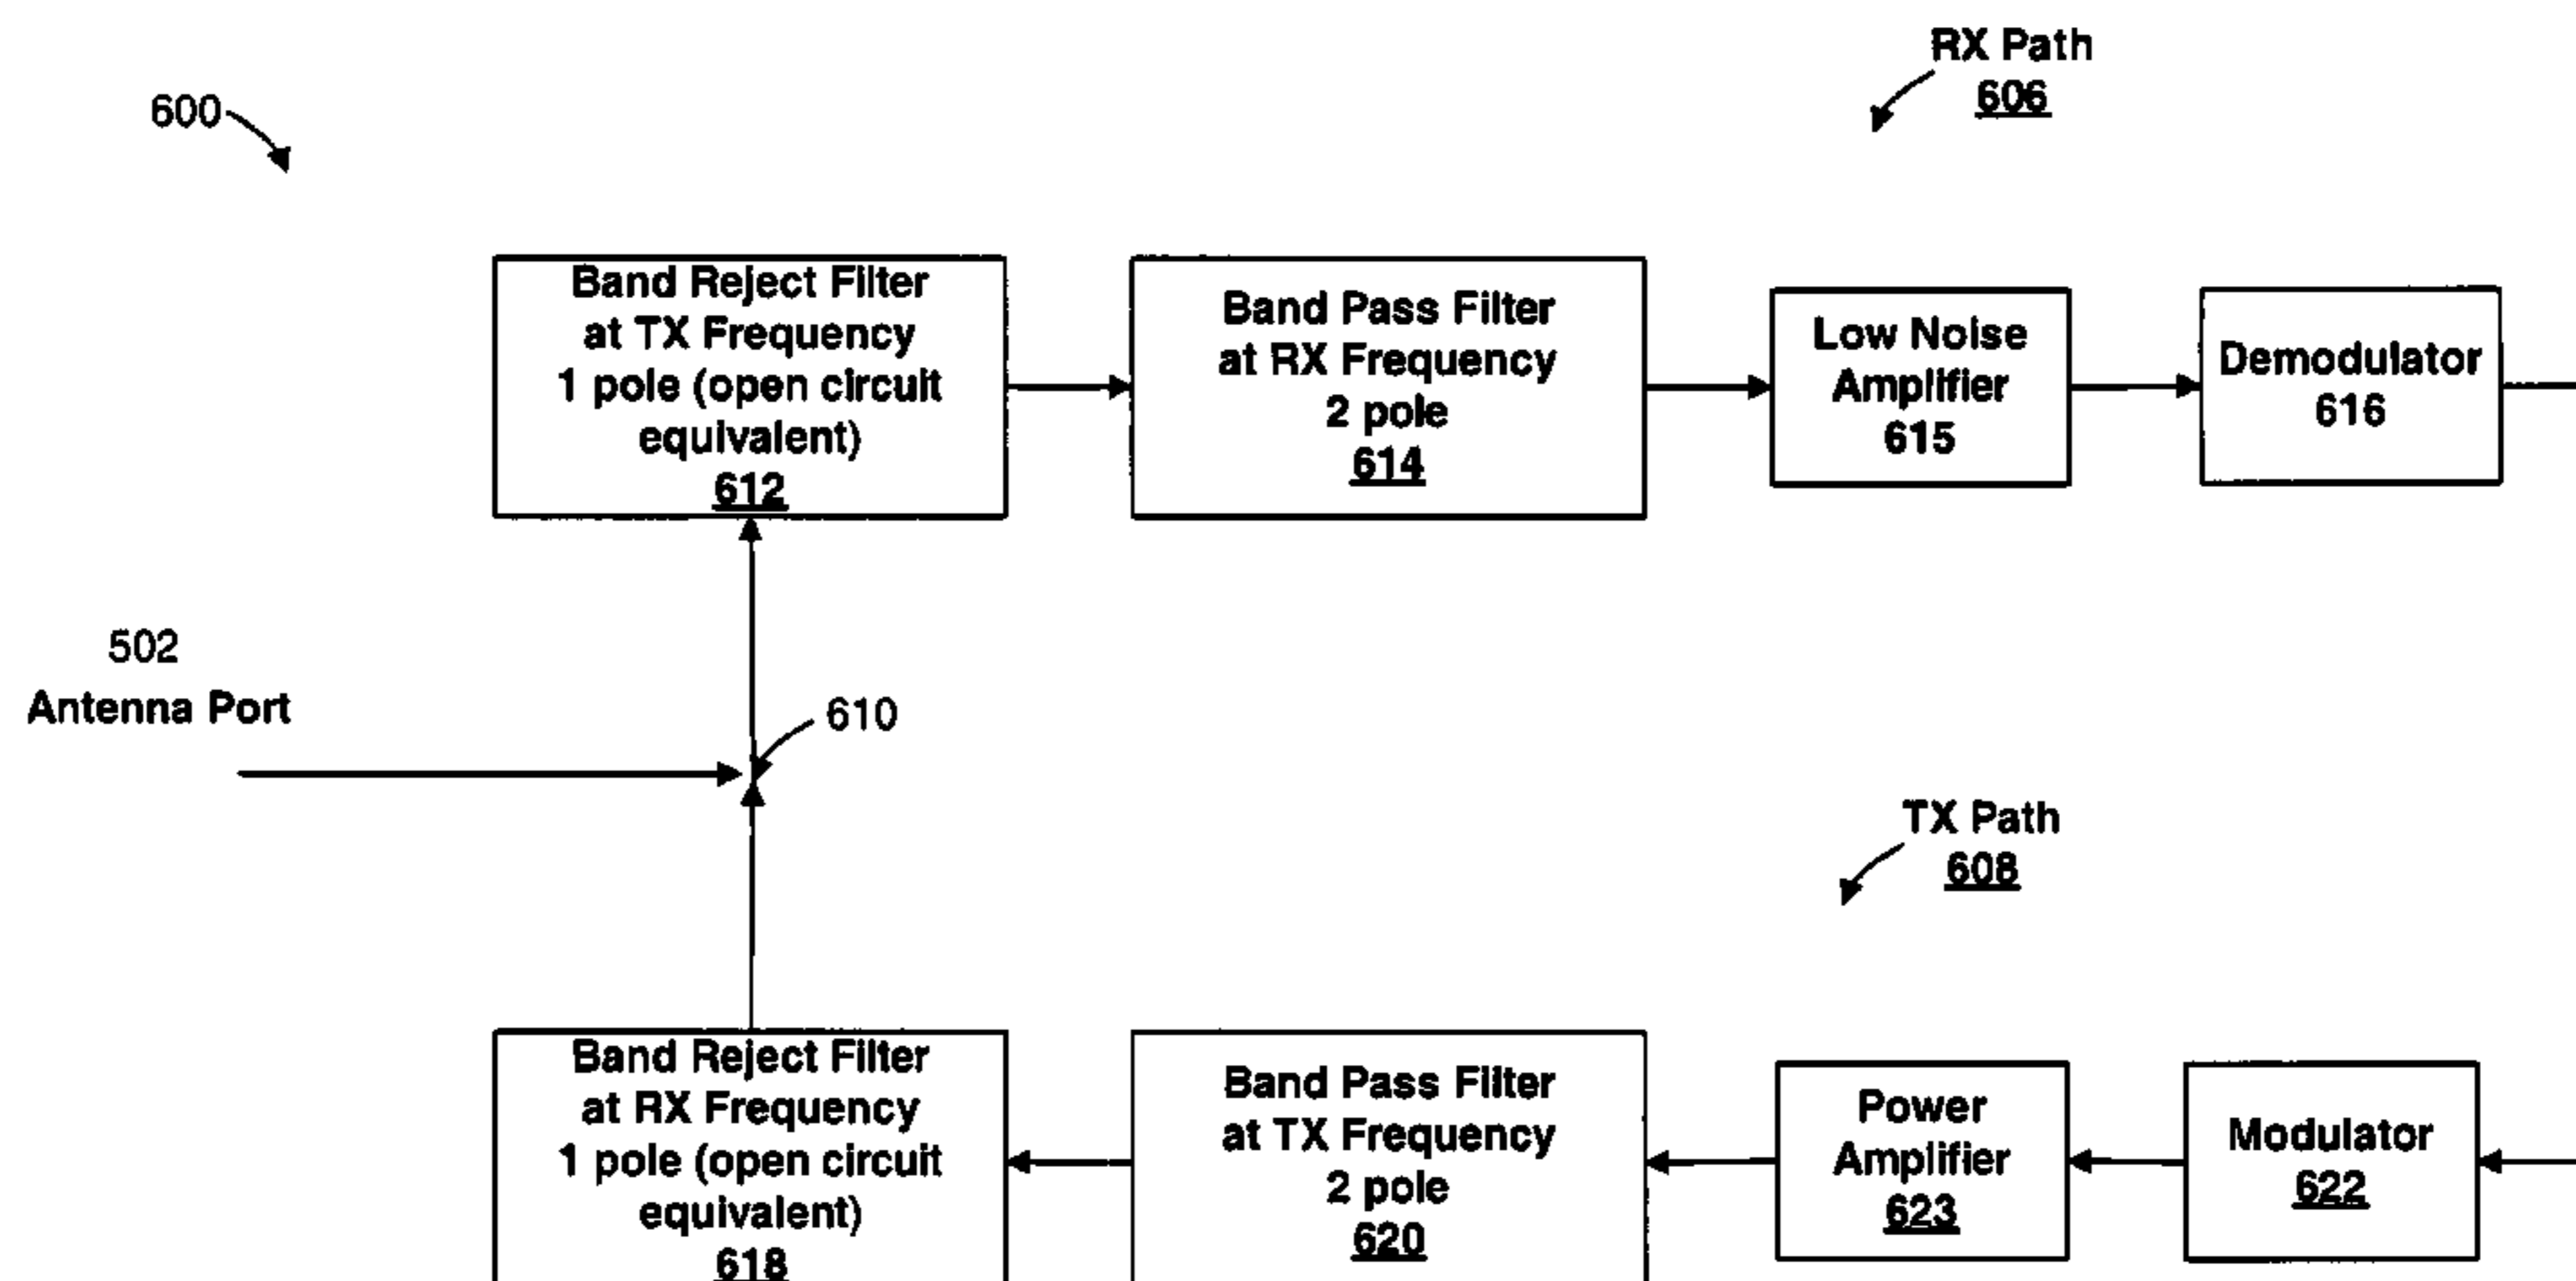 RX Path
606
600
Band Reject Filter
at TX Frequency
1 pole (open circuit
equivalent)
612
Band Pass Filter
at RX Frequency
2 pole
614
Low Noise
Amplifier
615
Demodulator
616
502
Antenna Port
610
TX Path
608
Band Reject Filter
at RX Frequency
1 pole (open circuit
equivalent)
618
Band Pass Filter
at TX Frequency
2 pole
620
Power
Amplifier
623
Modulator
622